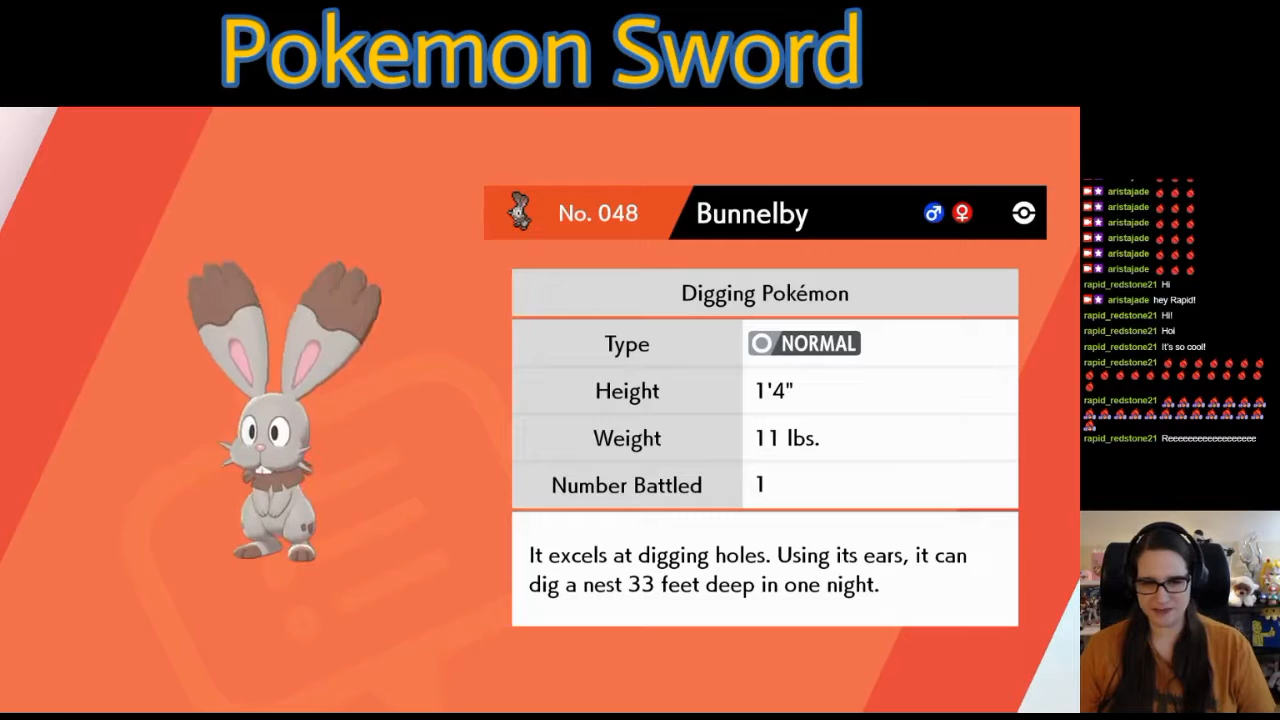 Pokemon Sword
No. 048
Bunnelby
Digging Pokémon
Type
NORMAL
Height
1'4"
Weight
11 lbs.
Number Battled
1
It excels at digging holes. Using its ears, it can
dig a nest 33 feet deep in one night.
aristajade
aristajade
aristajade
aristajade
aristajade
aristajade
rapid_redstone21 Hi
aristajade hey Rapid!
rapid_redstone21 Hi!
rapid_redstone21 Hoi
rapid_redstone21 It's so cool!
rapid_redstone21
rapid_redstone21
rapid_redstone21 Reeeeeeeeeeeeeeeeee